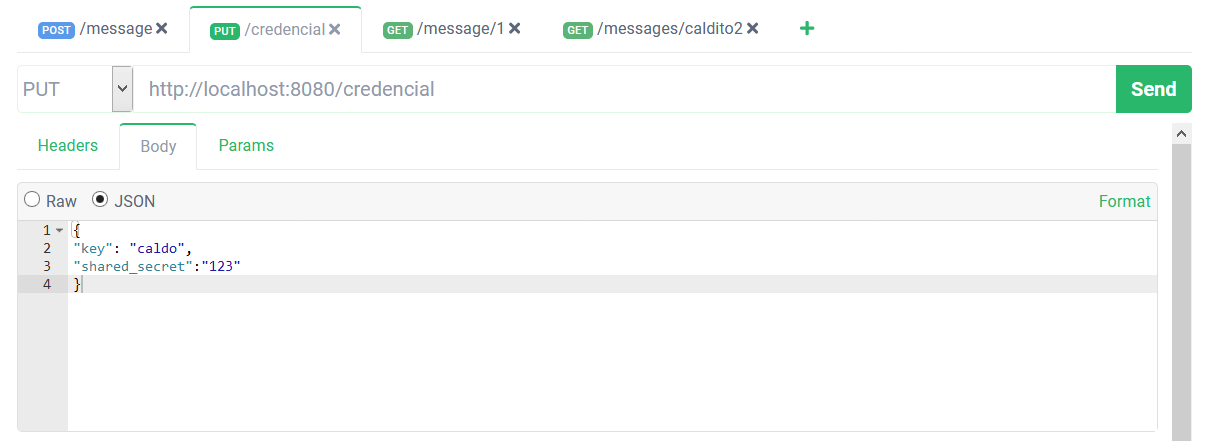 POST /message GET /credencial GET /message/1 GET /messages/caldito2
PUT http://localhost:8080/credencial Send
Headers Body Params
Raw JSON Format
1 {
2 "key": "caldo",
3 "shared_secret":"123"
4 }